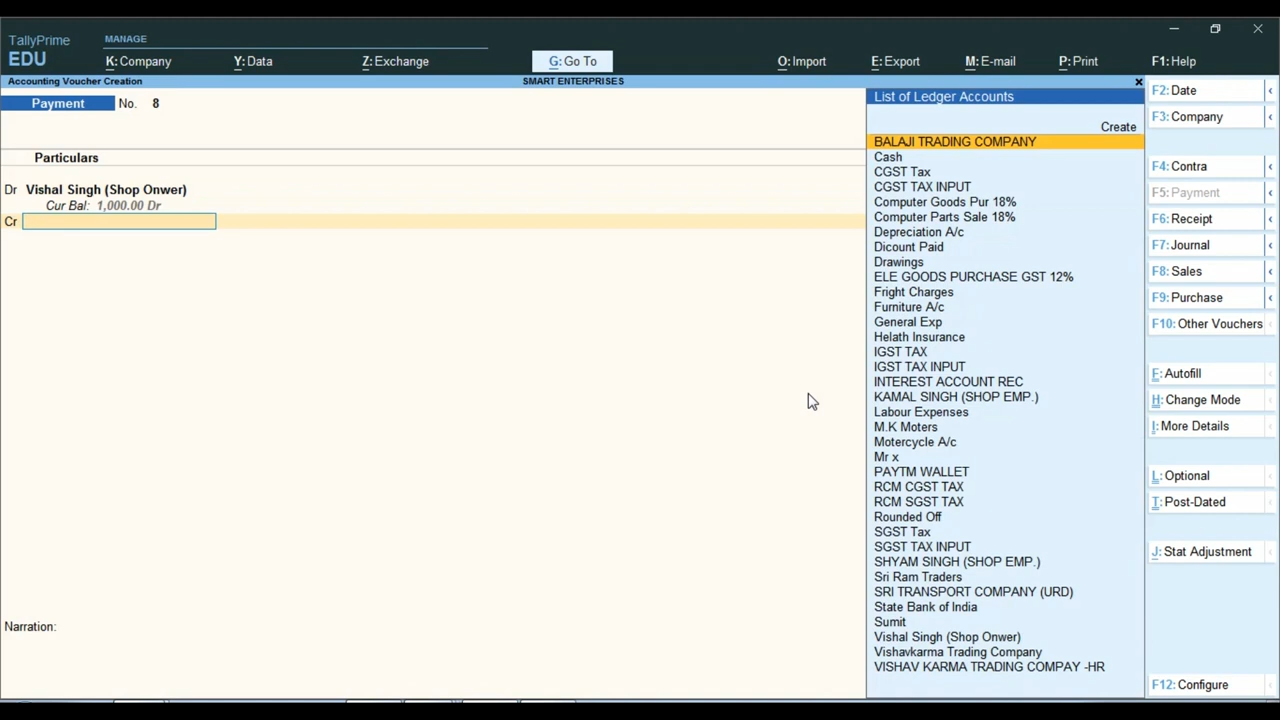 TallyPrime
EDU
MANAGE
K: Company
Y: Data
Z: Exchange
G: Go To
O: Import
E: Export
M: E-mail
P: Print
F1: Help
Accounting Voucher Creation
SMART ENTERPRISES
Payment No. 8
Particulars
Dr Vishal Singh (Shop Onwer)
Cur Bal: 1,000.00 Dr
Cr
Narration:
List of Ledger Accounts
Create
BALAJI TRADING COMPANY
Cash
CGST Tax
CGST TAX INPUT
Computer Goods Pur 18%
Computer Parts Sale 18%
Depreciation A/c
Dicount Paid
Drawings
ELE GOODS PURCHASE GST 12%
Fright Charges
Furniture A/c
General Exp
Helath Insurance
IGST TAX
IGST TAX INPUT
INTEREST ACCOUNT REC
KAMAL SINGH (SHOP EMP.)
Labour Expenses
M.K Moters
Motercycle A/c
Mr x
PAYTM WALLET
RCM CGST TAX
RCM SGST TAX
Rounded Off
SGST Tax
SGST TAX INPUT
SHYAM SINGH (SHOP EMP.)
Sri Ram Traders
SRI TRANSPORT COMPANY (URD)
State Bank of India
Sumit
Vishal Singh (Shop Onwer)
Vishavkarma Trading Company
VISHAV KARMA TRADING COMPAY -HR
F2: Date
F3: Company
F4: Contra
F5: Payment
F6: Receipt
F7: Journal
F8: Sales
F9: Purchase
F10: Other Vouchers
F: Autofill
H: Change Mode
I: More Details
L: Optional
T: Post-Dated
J: Stat Adjustment
F12: Configure